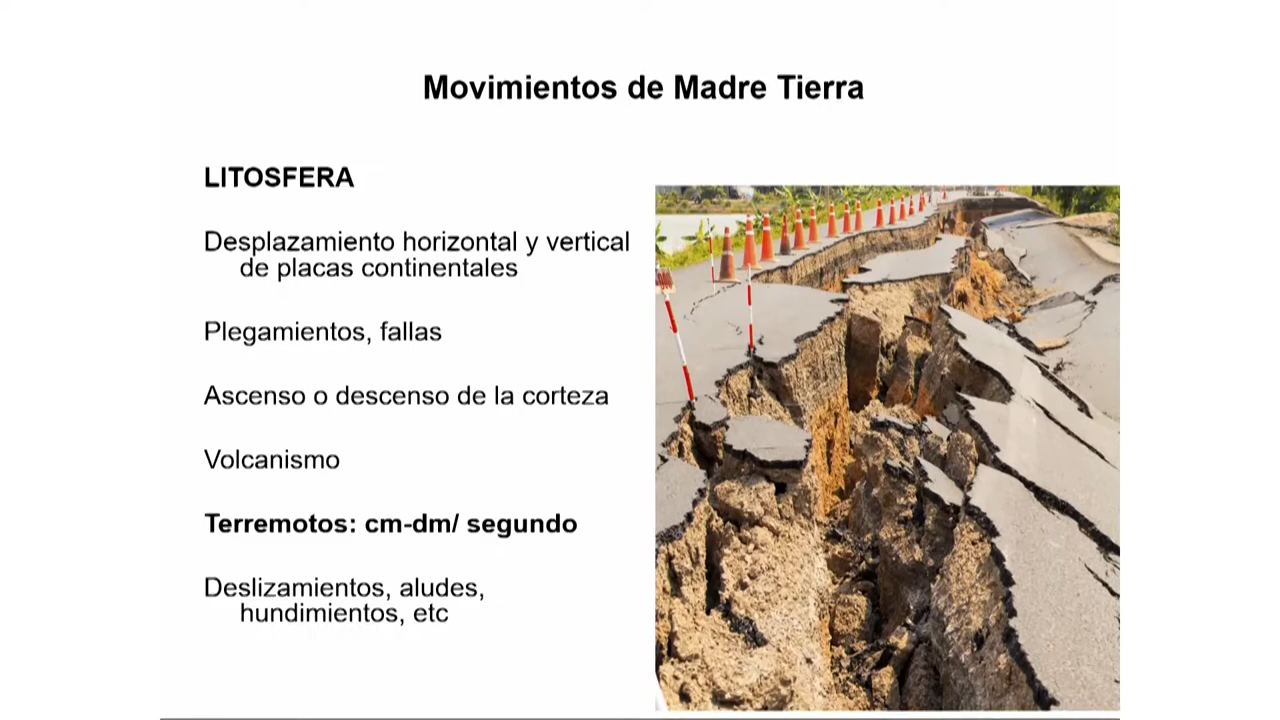 Movimientos de Madre Tierra
LITOSFERA
Desplazamiento horizontal y vertical
de placas continentales
Plegamientos, fallas
Ascenso o descenso de la corteza
Volcanismo
Terremotos: cm-dm/ segundo
Deslizamientos, aludes,
hundimientos, etc